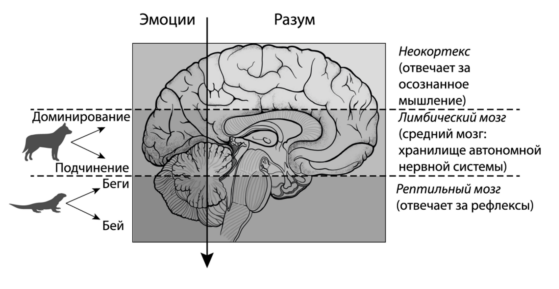 Эмоции
Разум
Неокортекс
(отвечает за
осознанное
мышление)
Доминирование
Подчинение
Лимбический мозг
(средний мозг:
хранилище автономной
нервной системы)
Беги
Бей
Рептильный мозг
(отвечает за рефлексы)